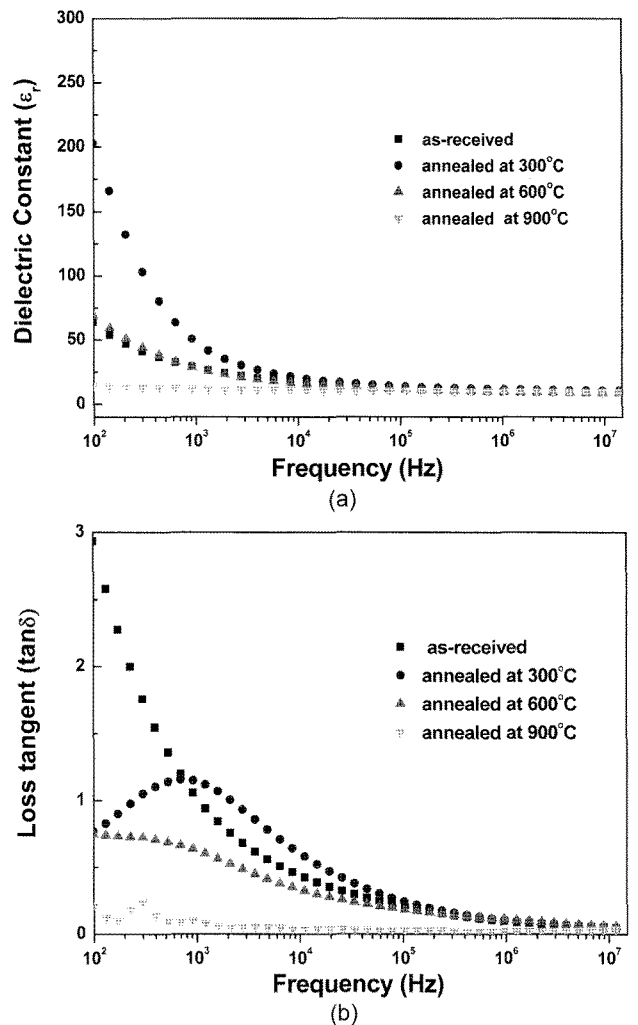 300
250
200
150
100
50
0
Dielectric Constant (εr)
as-received
annealed at 300°C
annealed at 600°C
annealed at 900°C
10² 10³ 10⁴ 10⁵ 10⁶ 10⁷
Frequency (Hz)
(a)
3
2
1
0
Loss tangent (tanδ)
as-received
annealed at 300°C
annealed at 600°C
annealed at 900°C
10² 10³ 10⁴ 10⁵ 10⁶ 10⁷
Frequency (Hz)
(b)